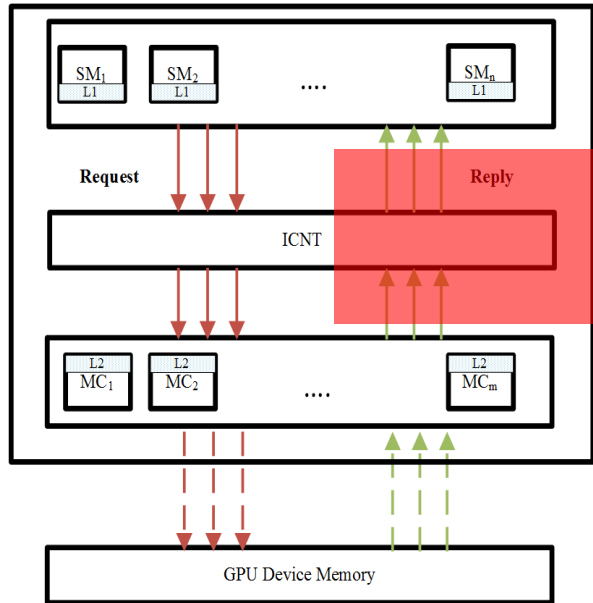 SM₁ SM₂ .... SMₙ
L1 L1 L1
Request Reply
ICNT
L2 L2 L2
MC₁ MC₂ .... MCₘ
GPU Device Memory